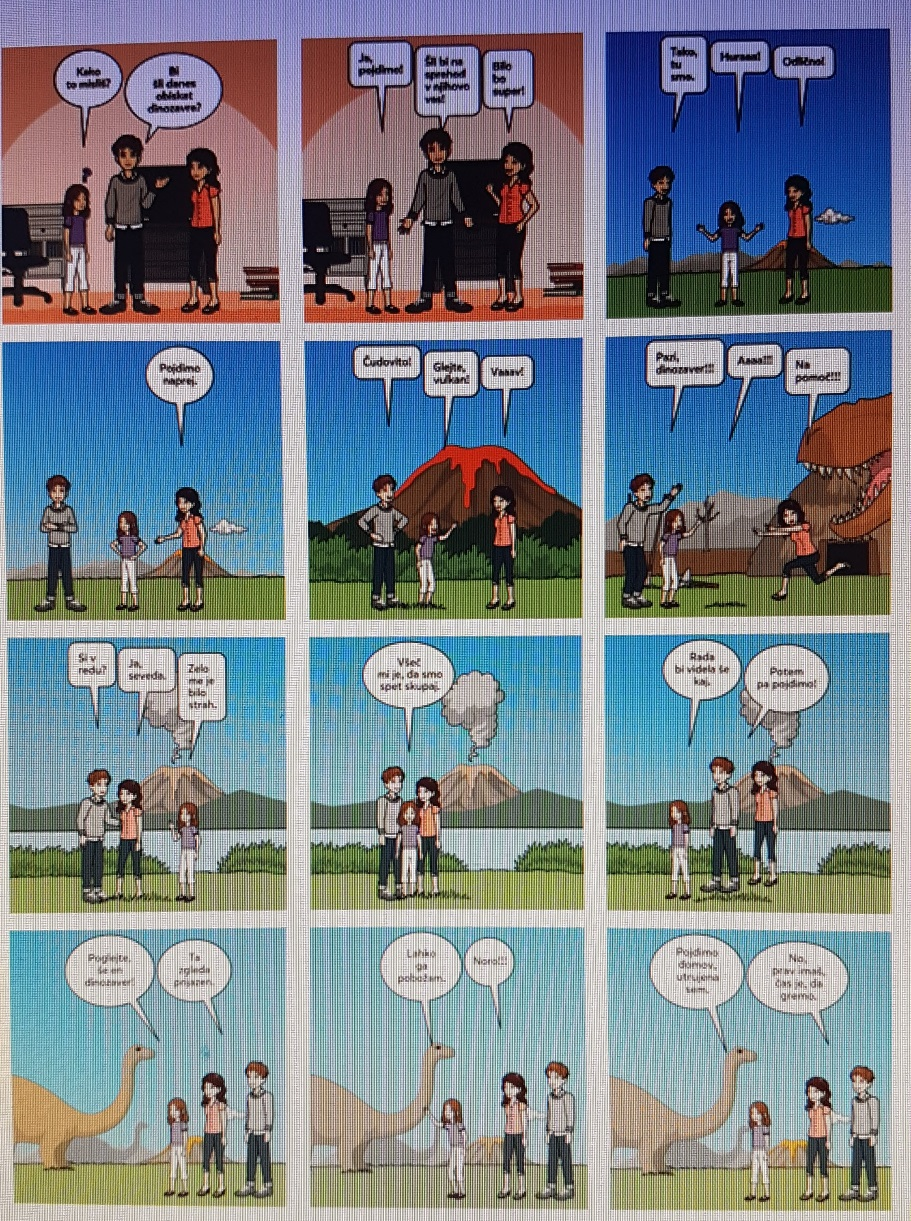 Kako
to misliš?
Bi
šli danes
obiskat
dinozavre?
Ja,
pojdimo!
Šli bi na
sprehod
v njihovo
vas!
Bilo
bo
super!
Tako,
tu
smo.
Huraaa!
Odlično!
Pojdimo
naprej.
Čudovito!
Glejte,
vulkan!
Vaaav!
Pazi,
dinozaver!!!
Aaaa!!!
Na
pomoč!!!
Si v
redu?
Ja,
seveda.
Zelo
me je
bilo
strah.
Všeč
mi je, da smo
spet skupaj.
Rada
bi videla še
kaj.
Potem
pa pojdimo!
Poglejte,
še en
dinozaver!
Ta
zgleda
prijazen.
Lahko
ga
pobožam.
Noro!!!
Pojdimo
domov,
utrujena
sem.
No,
prav imaš,
čas je, da
gremo.